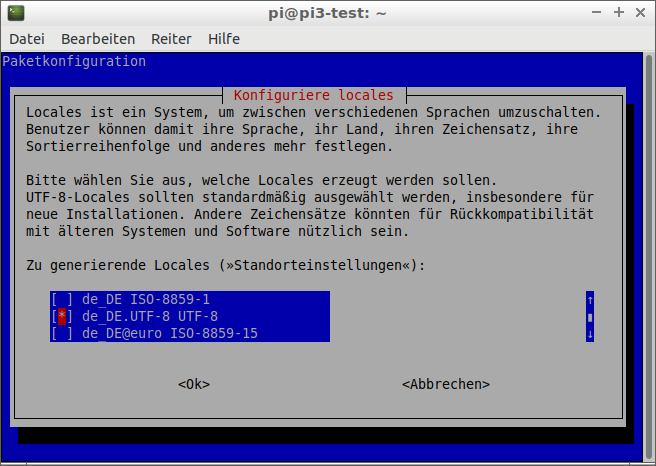 pi@pi3-test: ~
Datei Bearbeiten Reiter Hilfe
Paketkonfiguration
Konfiguriere locales
Locales ist ein System, um zwischen verschiedenen Sprachen umzuschalten.
Benutzer können damit ihre Sprache, ihr Land, ihren Zeichensatz, ihre
Sortierreihenfolge und anderes mehr festlegen.
Bitte wählen Sie aus, welche Locales erzeugt werden sollen.
UTF-8-Locales sollten standardmäßig ausgewählt werden, insbesondere für
neue Installationen. Andere Zeichensätze könnten für Rückkompatibilität
mit älteren Systemen und Software nützlich sein.
Zu generierende Locales (»Standorteinstellungen«):
[ ] de_DE ISO-8859-1
[*] de_DE.UTF-8 UTF-8
[ ] de_DE@euro ISO-8859-15
<Ok> <Abbrechen>